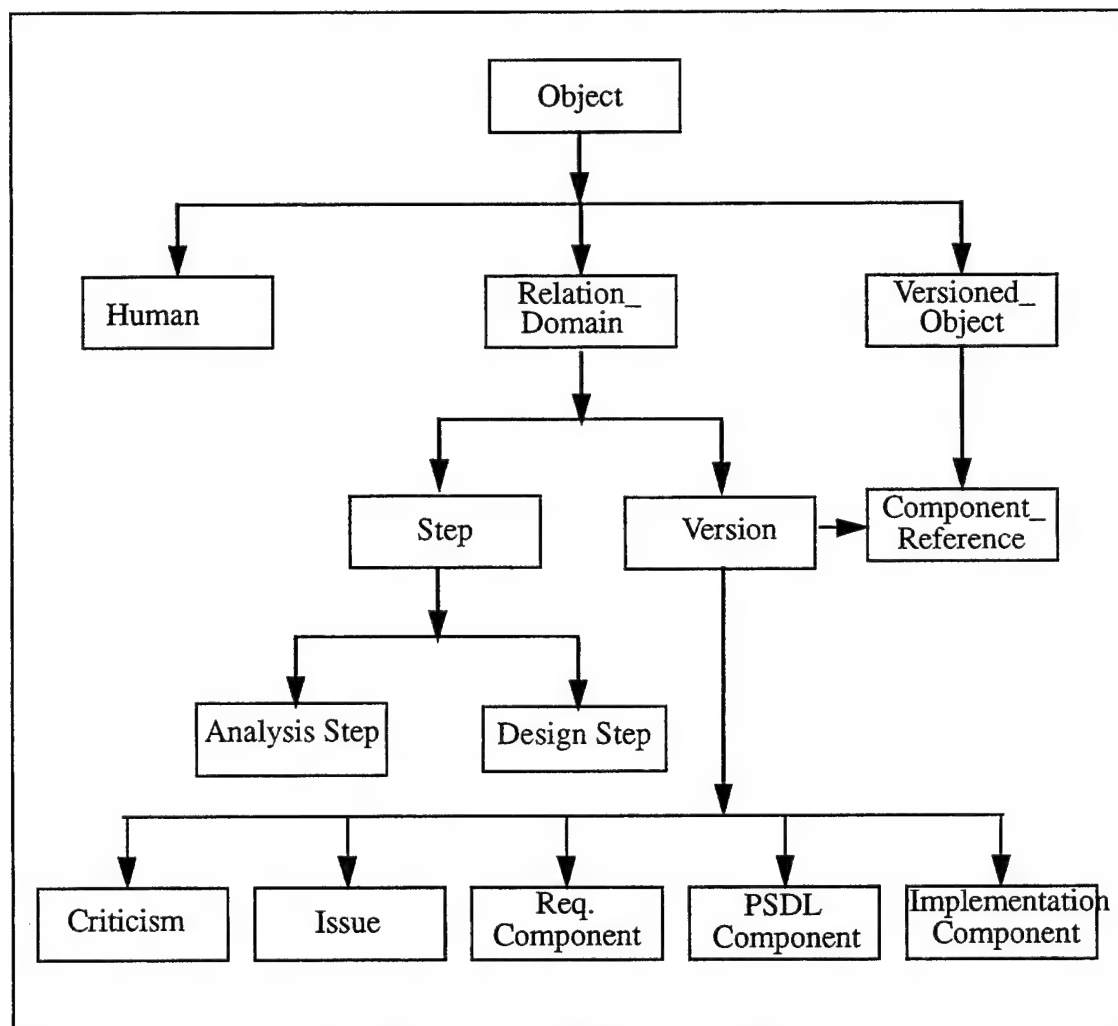 Object
Human
Relation_
Domain
Versioned_
Object
Step
Version
Component_
Reference
Analysis Step
Design Step
Criticism
Issue
Req.
Component
PSDL
Component
Implementation
Component